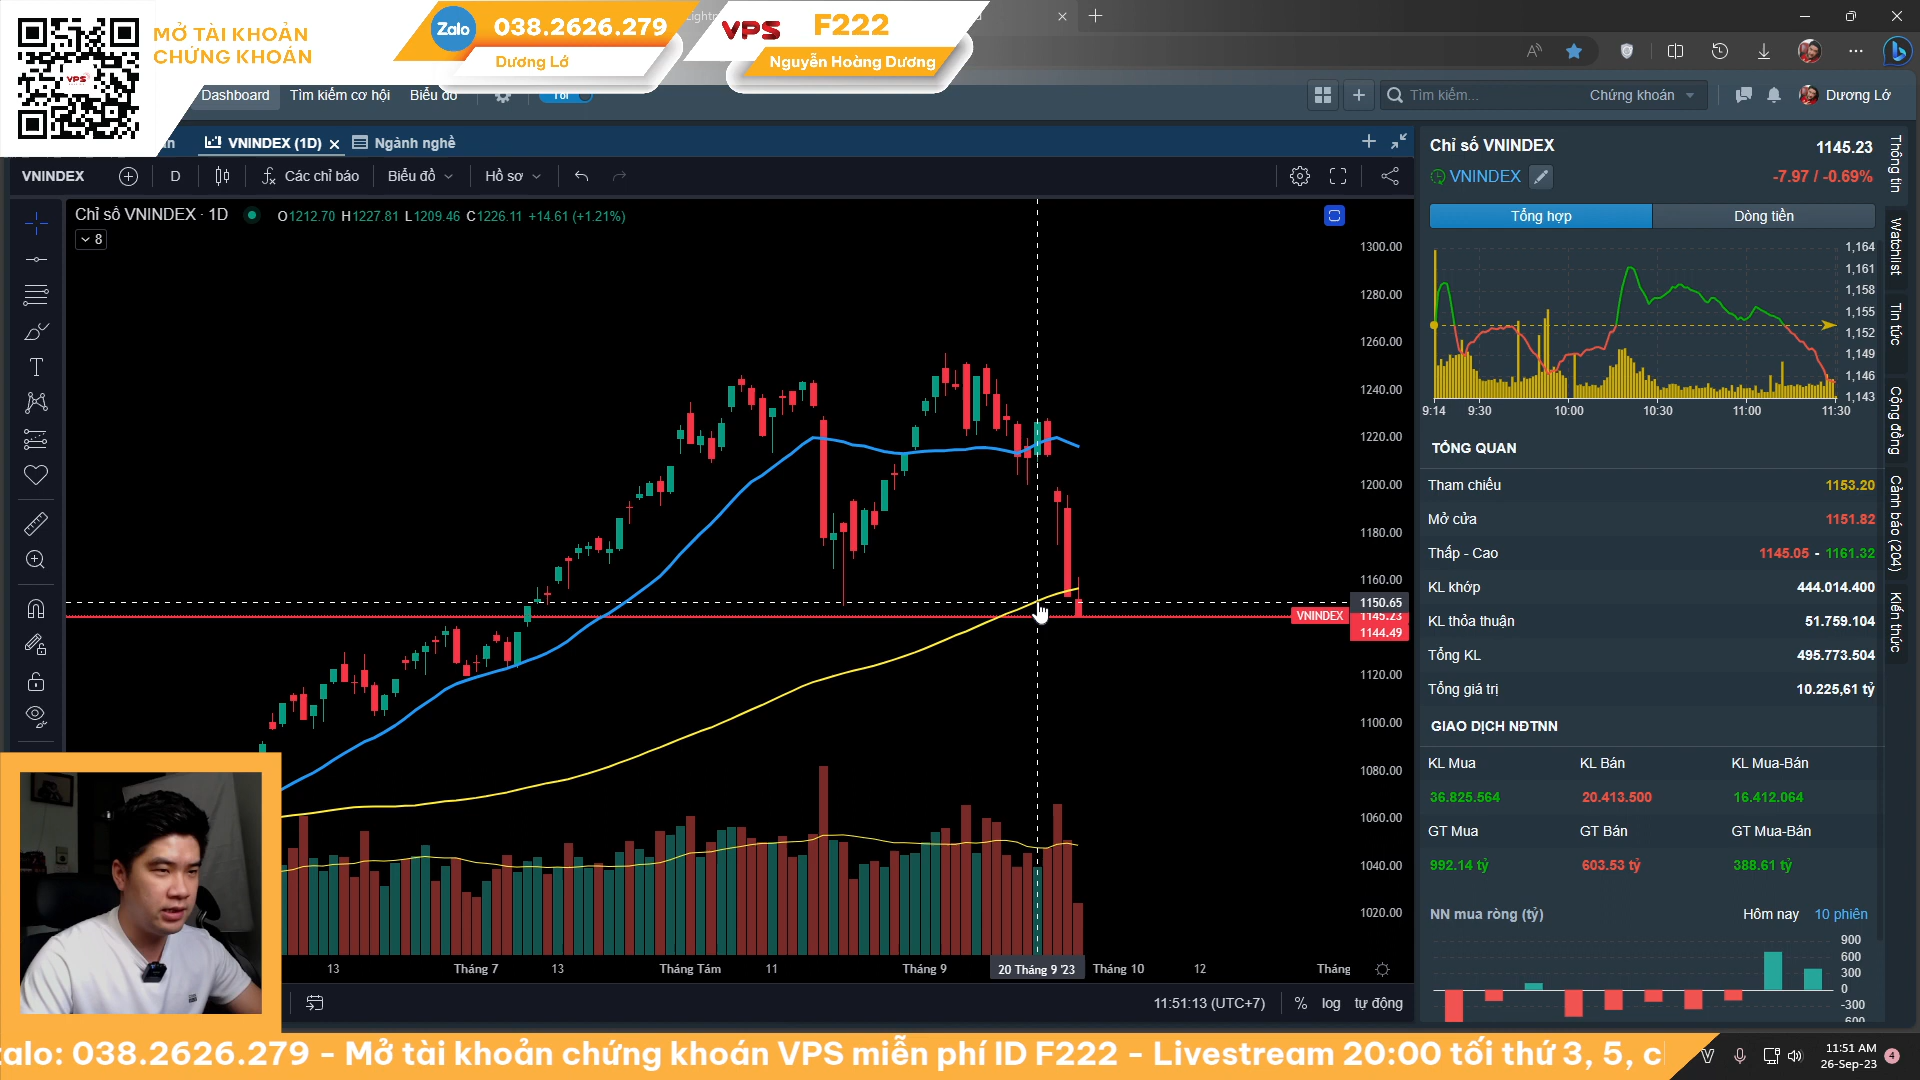 MỞ TÀI KHOẢN
CHỨNG KHOÁN
VPS
Zalo
038.2626.279
Dương Lớ
VPS
F222
Nguyễn Hoàng Dương
Dashboard
Tìm kiếm cơ hội
Biểu đồ
Tối
Tìm kiếm...
Chứng khoán
Dương Lớ
VNINDEX (1D)
Ngành nghề
VNINDEX
D
Các chỉ báo
Biểu đồ
Hồ sơ
Chỉ số VNINDEX · 1D
O1212.70 H1227.81 L1209.46 C1226.11 +14.61 (+1.21%)
8
1300.00
1280.00
1260.00
1240.00
1220.00
1200.00
1180.00
1160.00
1150.65
VNINDEX
1145.23
1144.49
1120.00
1100.00
1080.00
1060.00
1040.00
1020.00
13
Tháng 7
13
Tháng Tám
11
Tháng 9
20 Tháng 9 '23
Tháng 10
12
Tháng
11:51:13 (UTC+7)
%
log
tự động
Chỉ số VNINDEX
1145.23
VNINDEX
-7.97 / -0.69%
Tổng hợp
Dòng tiền
1,164
1,161
1,158
1,155
1,152
1,149
1,146
1,143
9:14
9:30
10:00
10:30
11:00
11:30
TỔNG QUAN
Tham chiếu
1153.20
Mở cửa
1151.82
Thấp - Cao
1145.05 - 1161.32
KL khớp
444.014.400
KL thỏa thuận
51.759.104
Tổng KL
495.773.504
Tổng giá trị
10.225,61 tỷ
GIAO DỊCH NĐTNN
KL Mua
KL Bán
KL Mua-Bán
36.825.564
20.413.500
16.412.064
GT Mua
GT Bán
GT Mua-Bán
992.14 tỷ
603.53 tỷ
388.61 tỷ
NN mua ròng (tỷ)
Hôm nay
10 phiên
900
600
300
0
-300
-600
Thông tin
Watchlist
Tin tức
Cộng đồng
Cảnh báo (204)
Kiến thức
alo: 038.2626.279 - Mở tài khoản chứng khoán VPS miễn phí ID F222 - Livestream 20:00 tối thứ 3, 5, c
11:51 AM
26-Sep-23
4